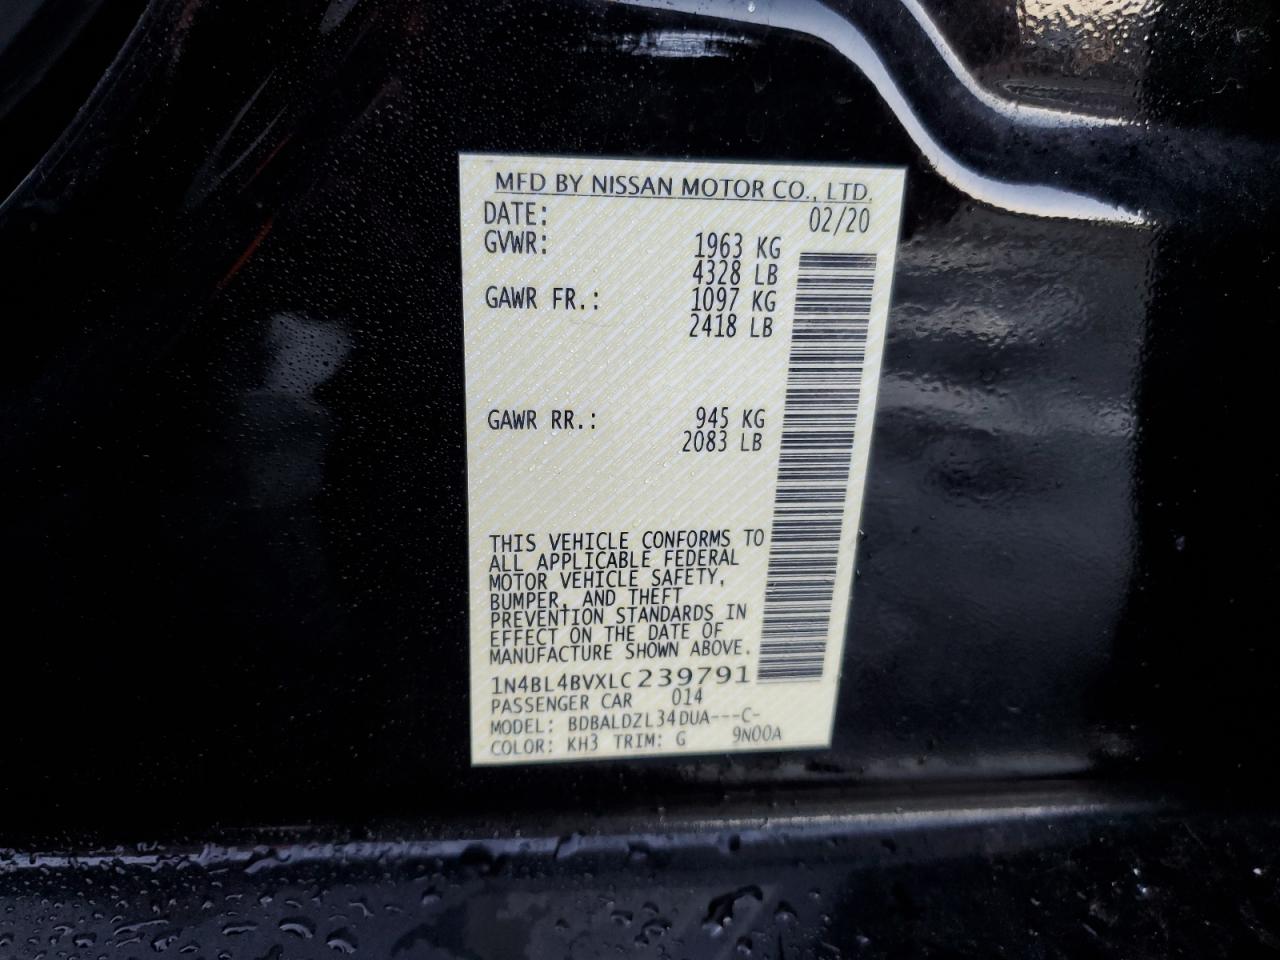 MFD BY NISSAN MOTOR CO., LTD.
DATE: 02/20
GVWR: 1963 KG
4328 LB
GAWR FR.: 1097 KG
2418 LB
GAWR RR.: 945 KG
2083 LB
THIS VEHICLE CONFORMS TO
ALL APPLICABLE FEDERAL
MOTOR VEHICLE SAFETY,
BUMPER, AND THEFT
PREVENTION STANDARDS IN
EFFECT ON THE DATE OF
MANUFACTURE SHOWN ABOVE.
1N4BL4BVXLC239791
PASSENGER CAR 014
MODEL: BDBALDZL34DUA---C-
COLOR: KH3 TRIM: G 9N00A